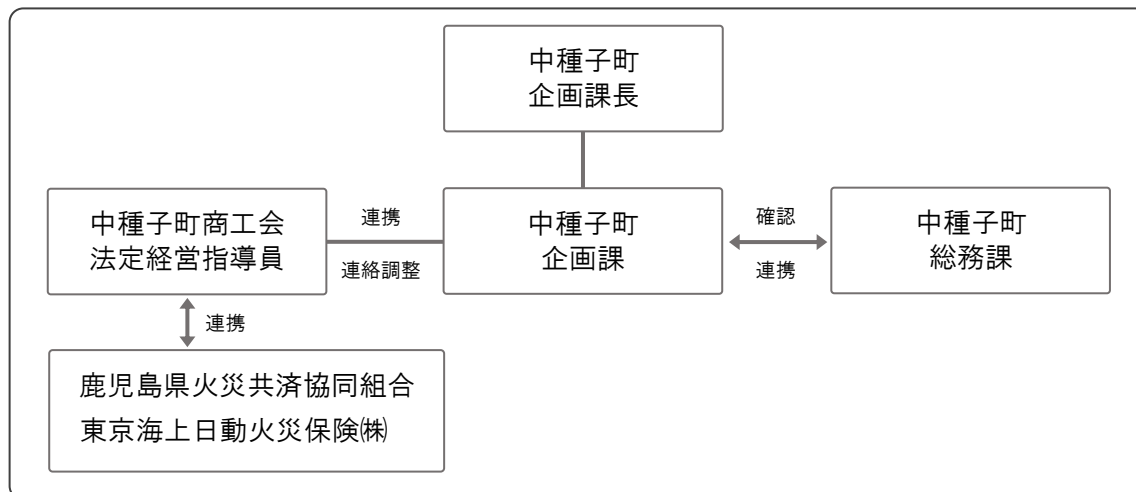 中種子町
企画課長
中種子町商工会
法定経営指導員
連携
連絡調整
中種子町
企画課
確認
連携
中種子町
総務課
連携
鹿児島県火災共済協同組合
東京海上日動火災保険㈱